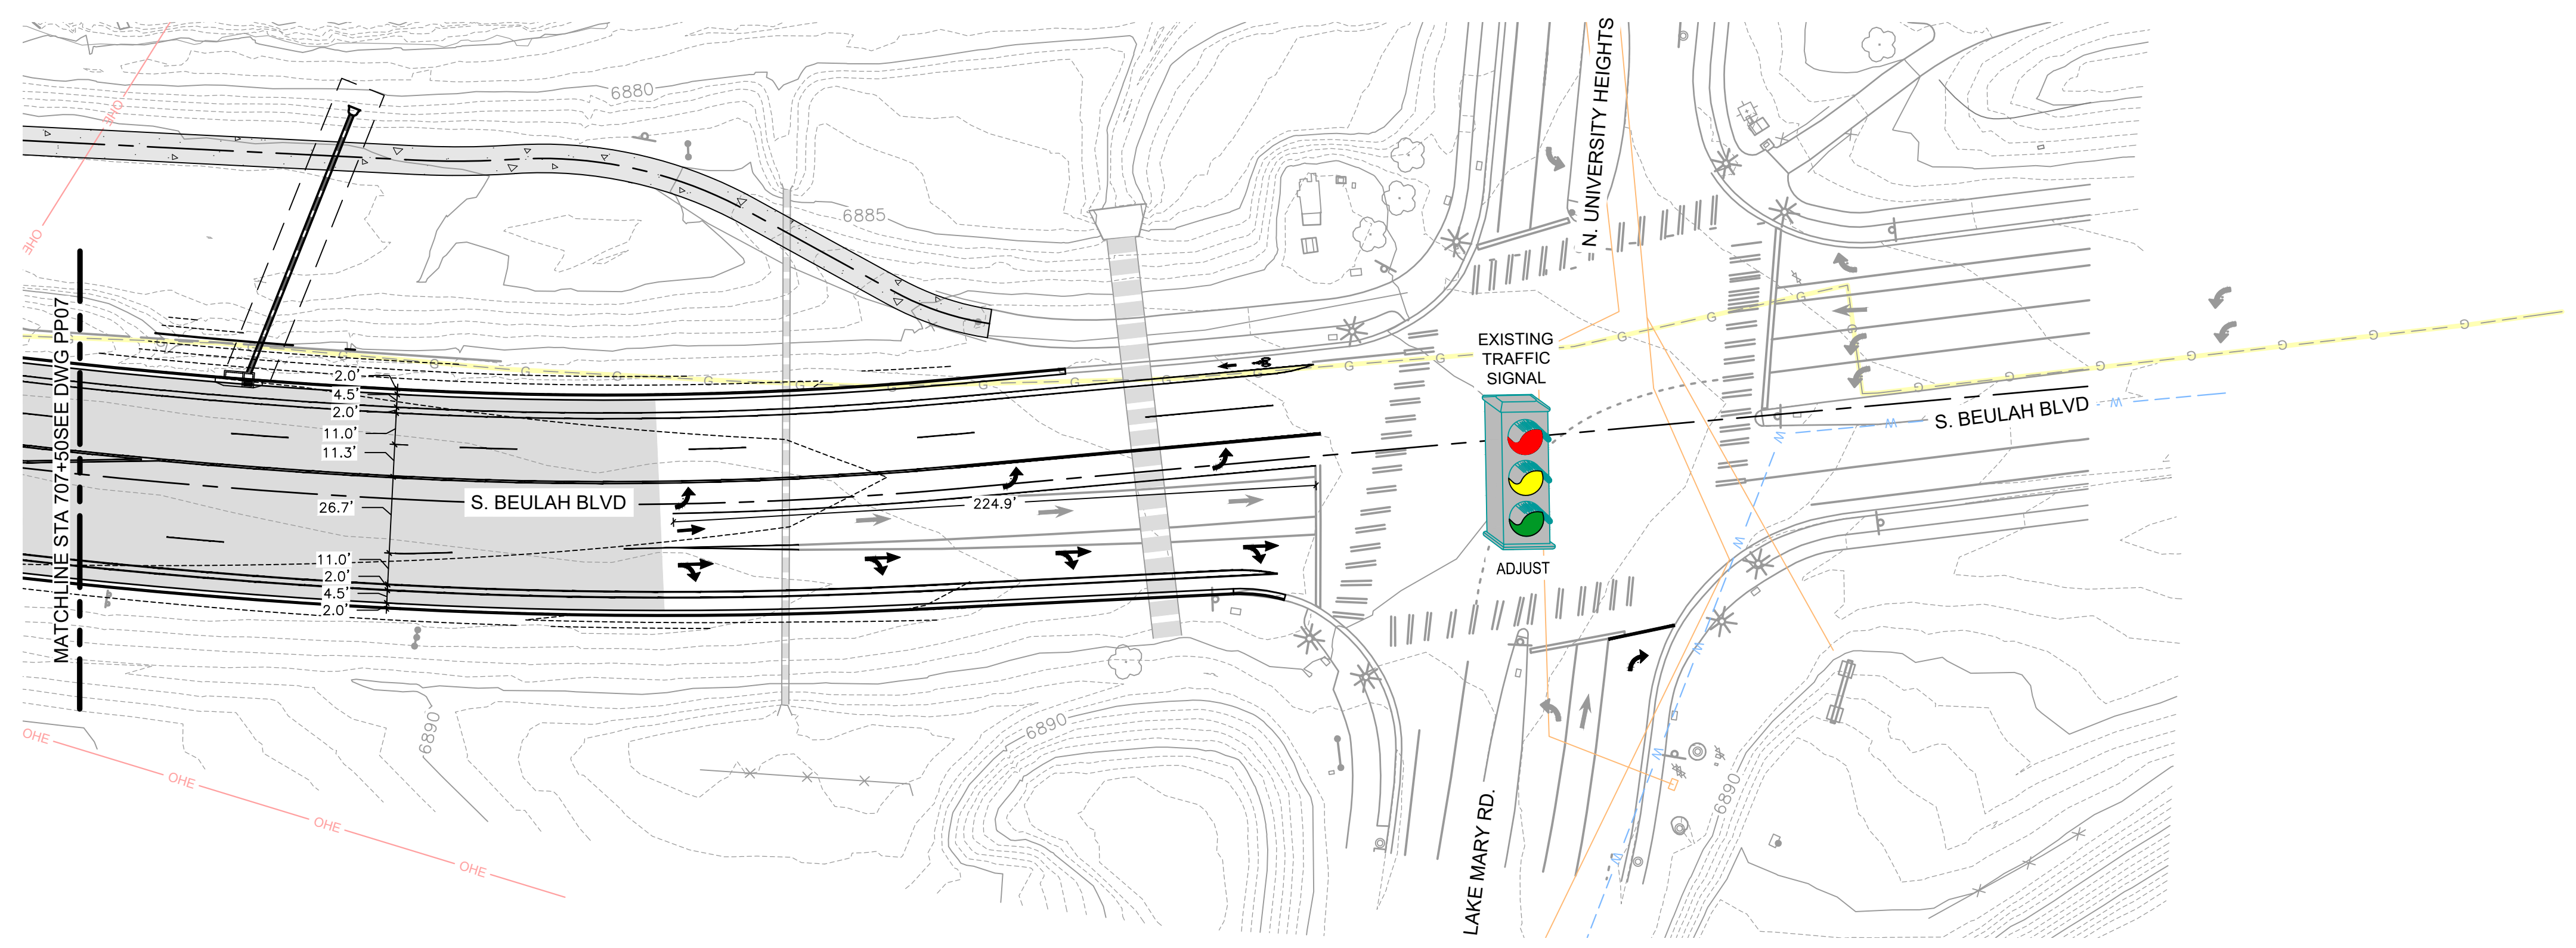 6880
N. UNIVERSITY HEIGHTS
OHE
6885
OHE
MATCHLINE STA 707+50SEE DWG PP07
G G G G G G G G G G G G G G G G G G G G G G G G
EXISTING
TRAFFIC
SIGNAL
2.0'
4.5'
2.0'
11.0'
11.3'
26.7'
11.0'
2.0'
4.5'
2.0'
S. BEULAH BLVD
224.9'
S. BEULAH BLVD
W W W W W W W
ADJUST
LAKE MARY RD.
6890
6890
6890
OHE
OHE
OHE
OHE